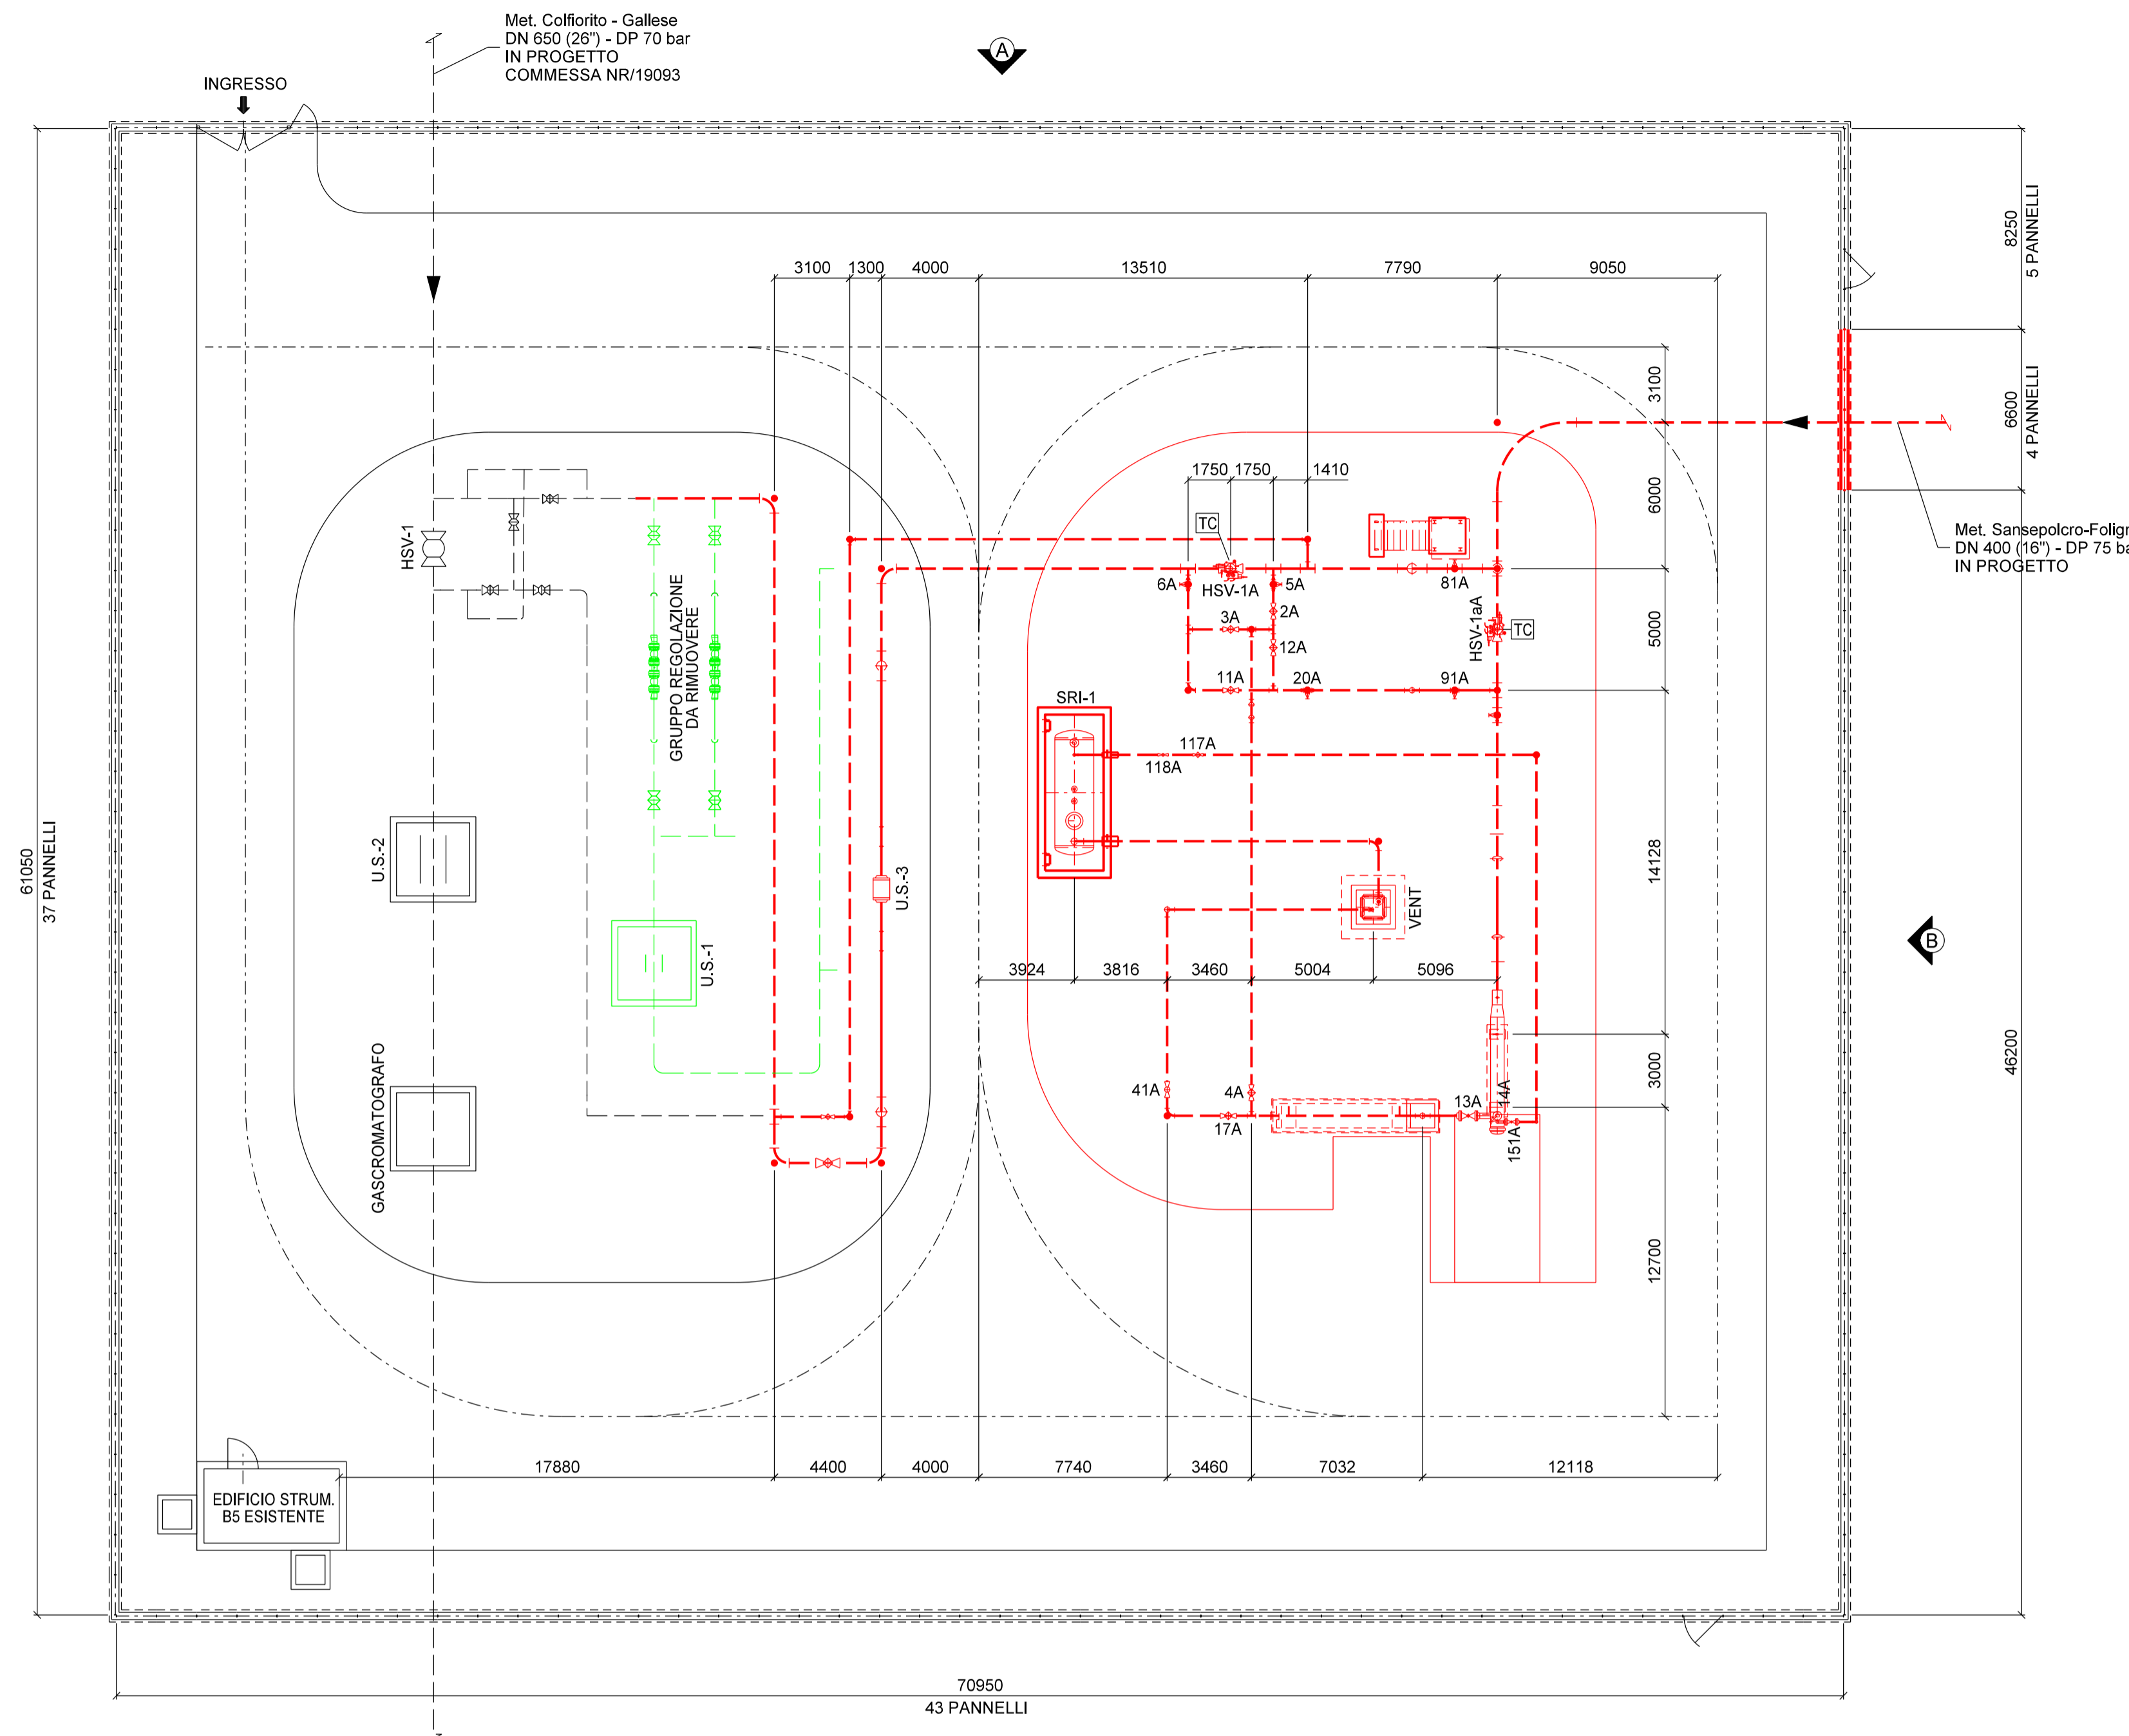 Met. Colfiorito - Gallese
DN 650 (26") - DP 70 bar
IN PROGETTO
COMMESSA NR/19093
A
INGRESSO
8250
5 PANNELLI
3100
1300
4000
13510
7790
9050
3100
6600
4 PANNELLI
1750
1750
1410
6000
TC
HSV-1
Met. Sansepolcro-Folign
DN 400 (16") - DP 75 ba
IN PROGETTO
6A
HSV-1A
5A
81A
HSV-1aA
TC
3A
2A
12A
5000
GRUPPO REGOLAZIONE
DA RIMUOVERE
11A
20A
91A
SRI-1
117A
118A
61050
37 PANNELLI
U.S.-2
U.S.-3
14128
VENT
B
U.S.-1
3924
3816
3460
5004
5096
46200
GASCROMATOGRAFO
3000
41A
4A
13A
14A
17A
151A
12700
17880
4400
4000
7740
3460
7032
12118
EDIFICIO STRUM.
B5 ESISTENTE
70950
43 PANNELLI